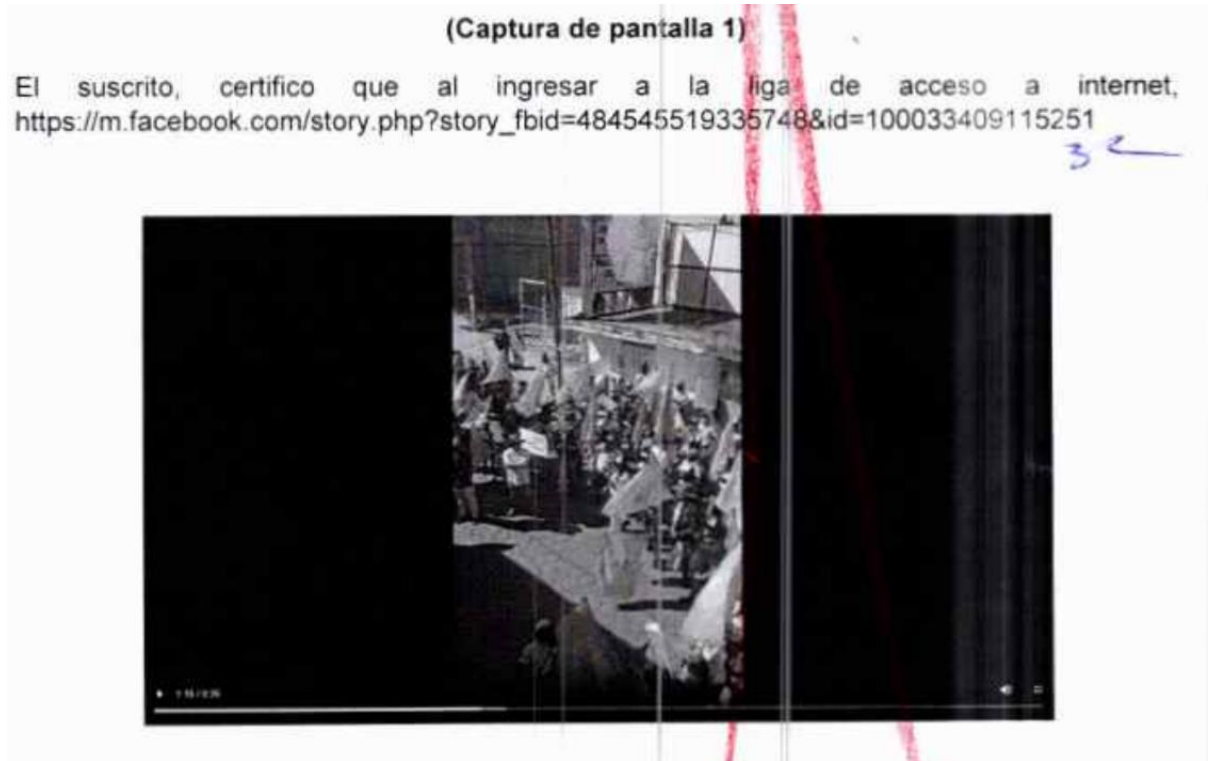 (Captura de pantalla 1)
El suscrito, certifico que al ingresar a la liga de acceso a internet,
https://m.facebook.com/story.php?story_fbid=484545519335748&id=100033409115251